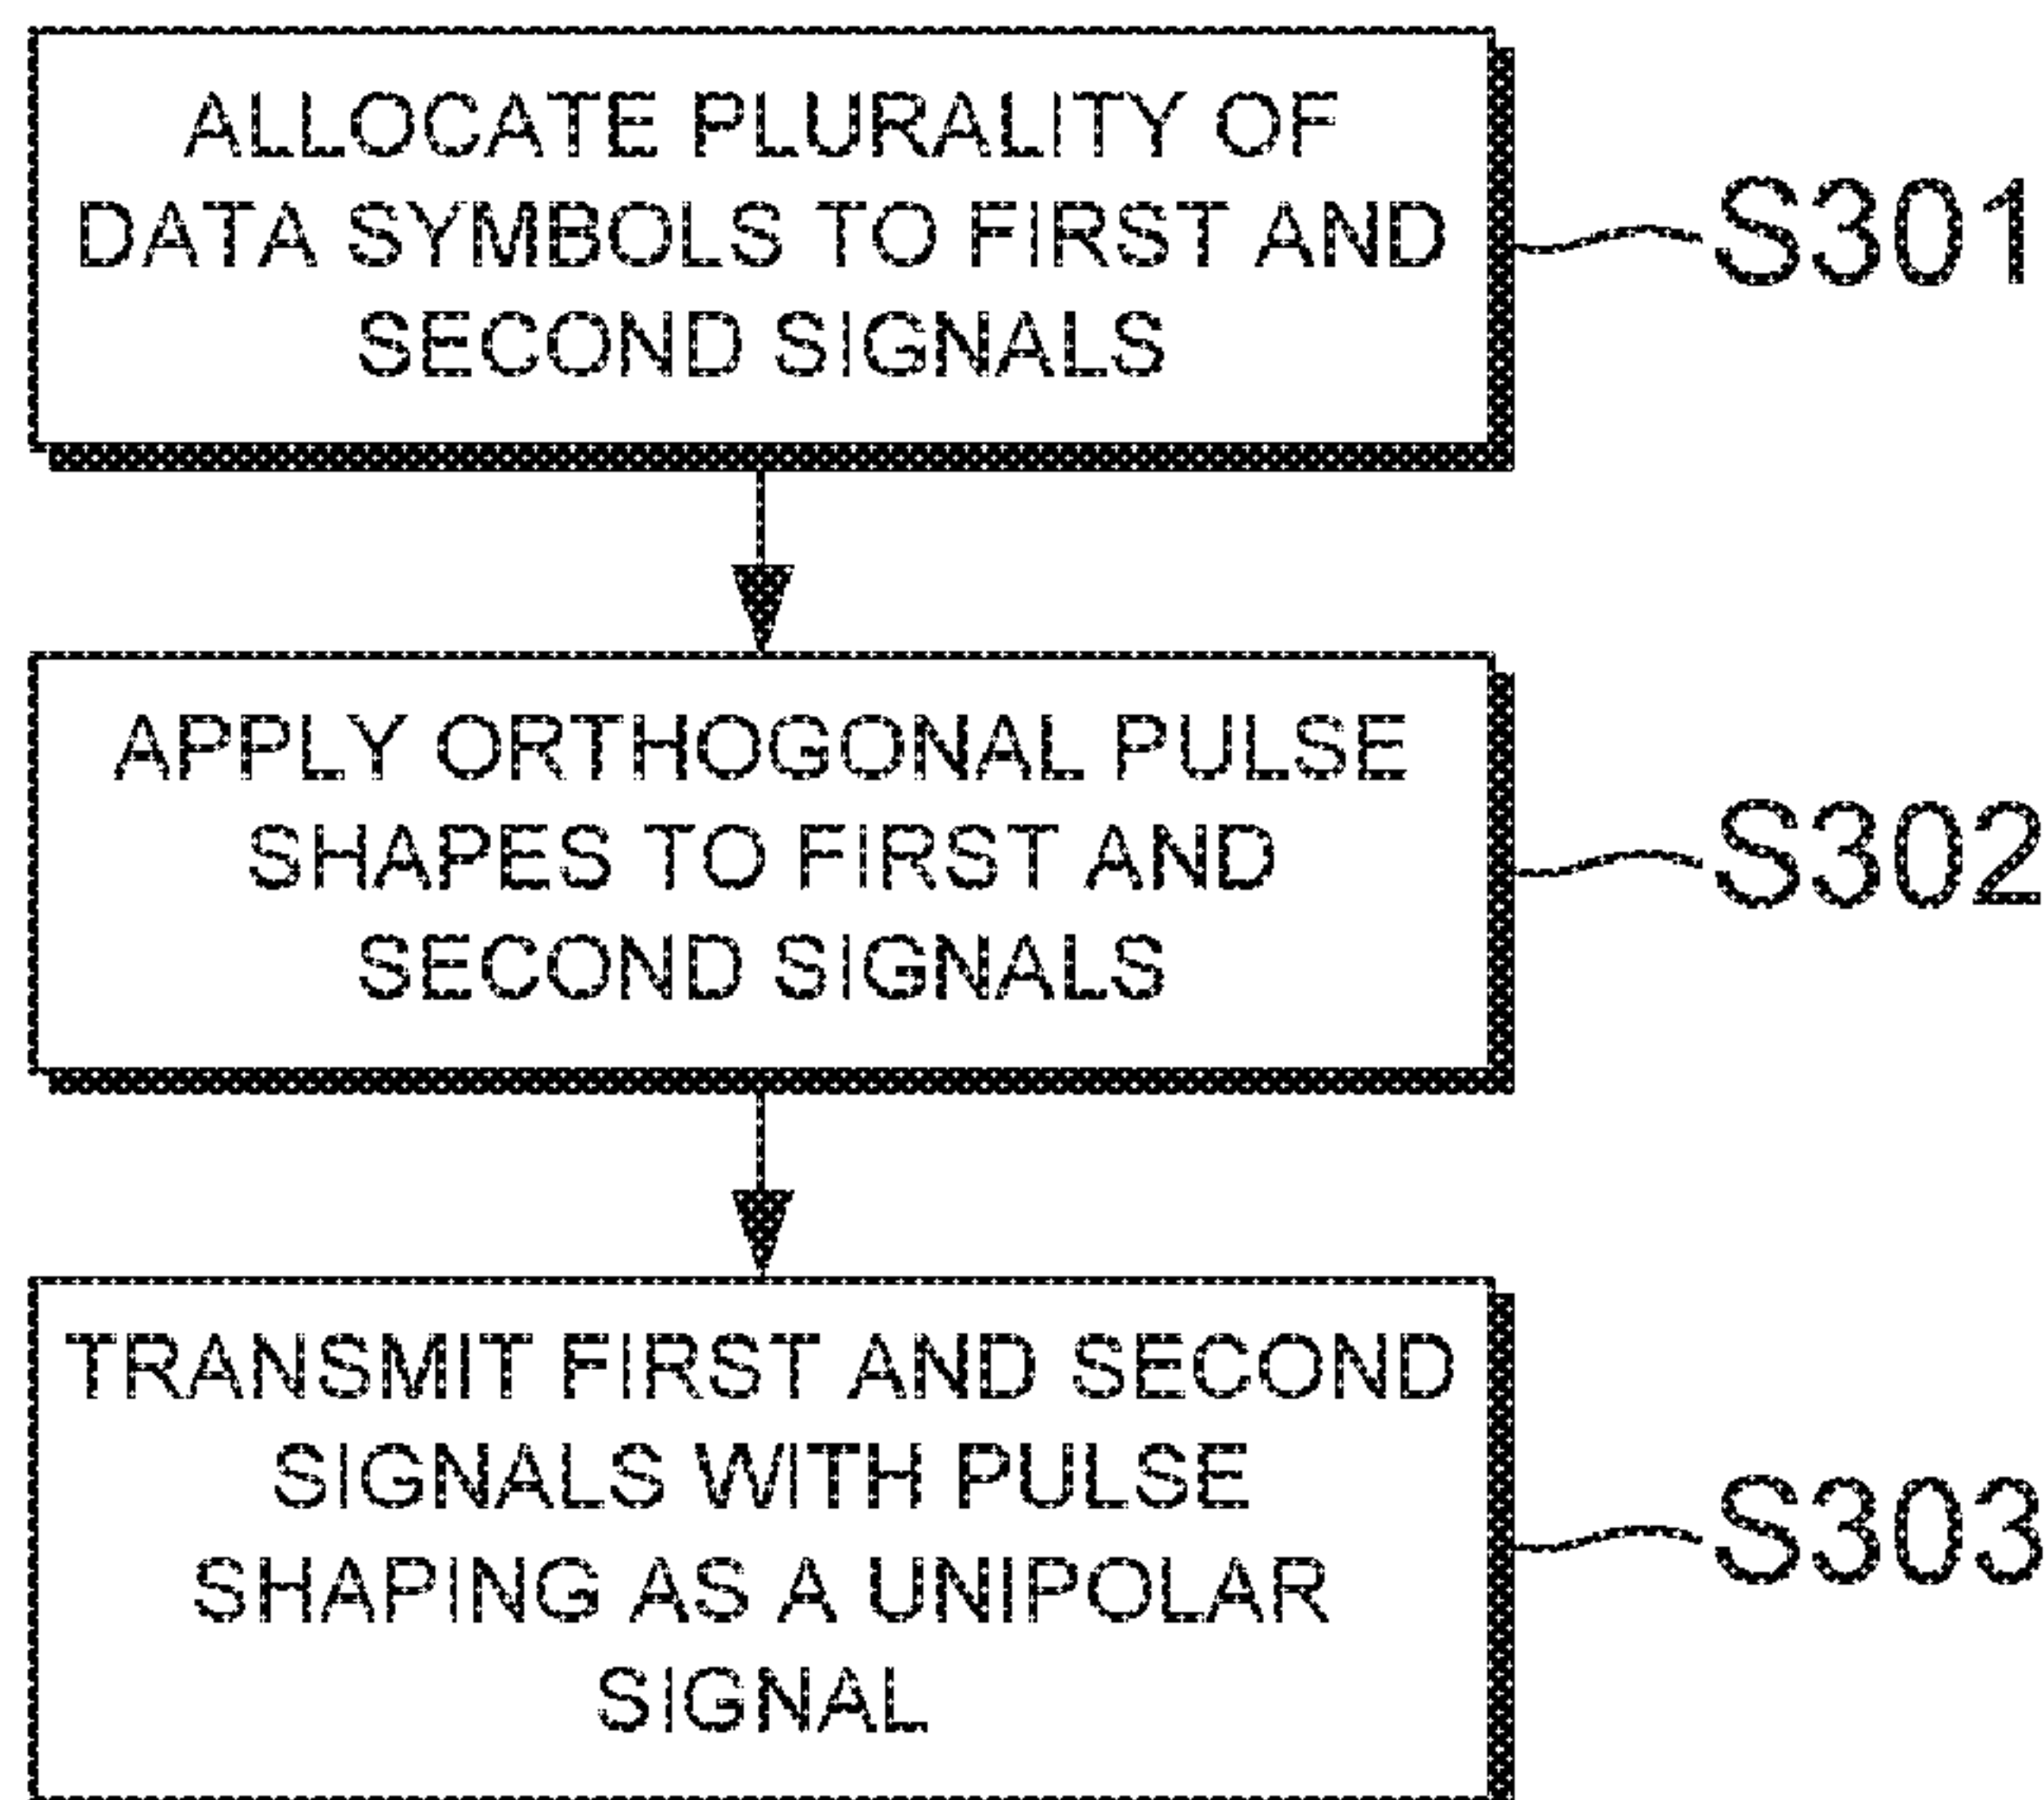 ALLOCATE PLURALITY OF
DATA SYMBOLS TO FIRST AND
SECOND SIGNALS
S301
APPLY ORTHOGONAL PULSE
SHAPES TO FIRST AND
SECOND SIGNALS
S302
TRANSMIT FIRST AND SECOND
SIGNALS WITH PULSE
SHAPING AS A UNIPOLAR
SIGNAL
S303